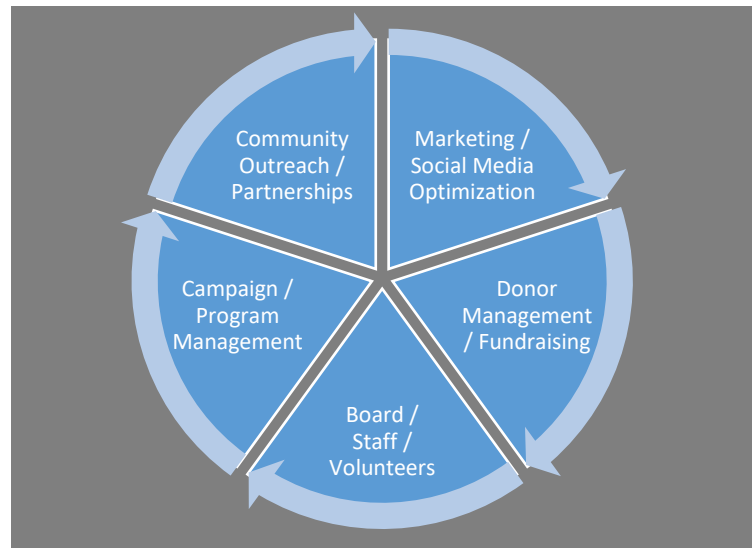 Community
Outreach /
Partnerships
Marketing /
Social Media
Optimization
Campaign /
Program
Management
Donor
Management
/ Fundraising
Board /
Staff /
Volunteers